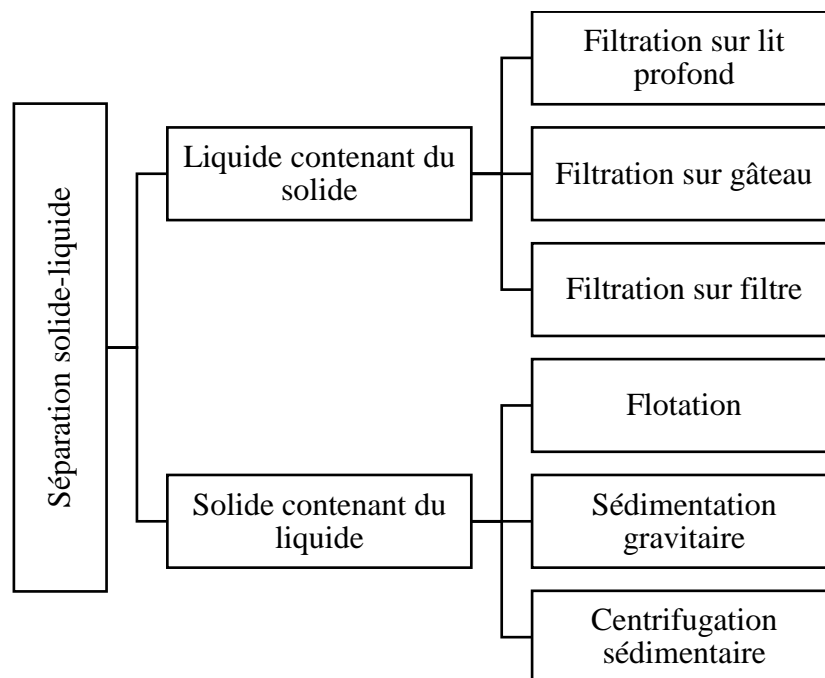 Séparation solide-liquide
Liquide contenant du
solide
Filtration sur lit
profond
Filtration sur gâteau
Filtration sur filtre
Solide contenant du
liquide
Flotation
Sédimentation
gravitaire
Centrifugation
sédimentaire